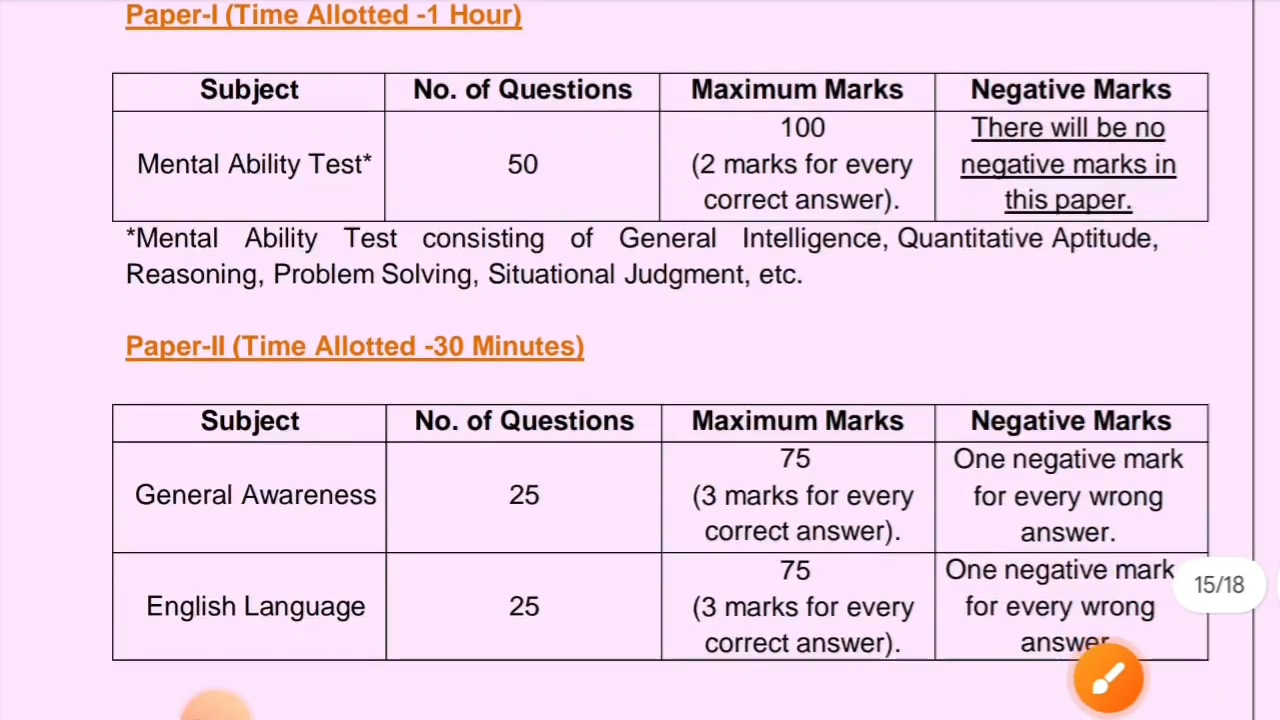 Paper-I (Time Allotted -1 Hour)
Subject No. of Questions Maximum Marks Negative Marks
Mental Ability Test* 50 100 (2 marks for every correct answer). There will be no negative marks in this paper.
*Mental Ability Test consisting of General Intelligence, Quantitative Aptitude,
Reasoning, Problem Solving, Situational Judgment, etc.
Paper-II (Time Allotted -30 Minutes)
Subject No. of Questions Maximum Marks Negative Marks
General Awareness 25 75 (3 marks for every correct answer). One negative mark for every wrong answer.
English Language 25 75 (3 marks for every correct answer). One negative mark for every wrong answer
15/18